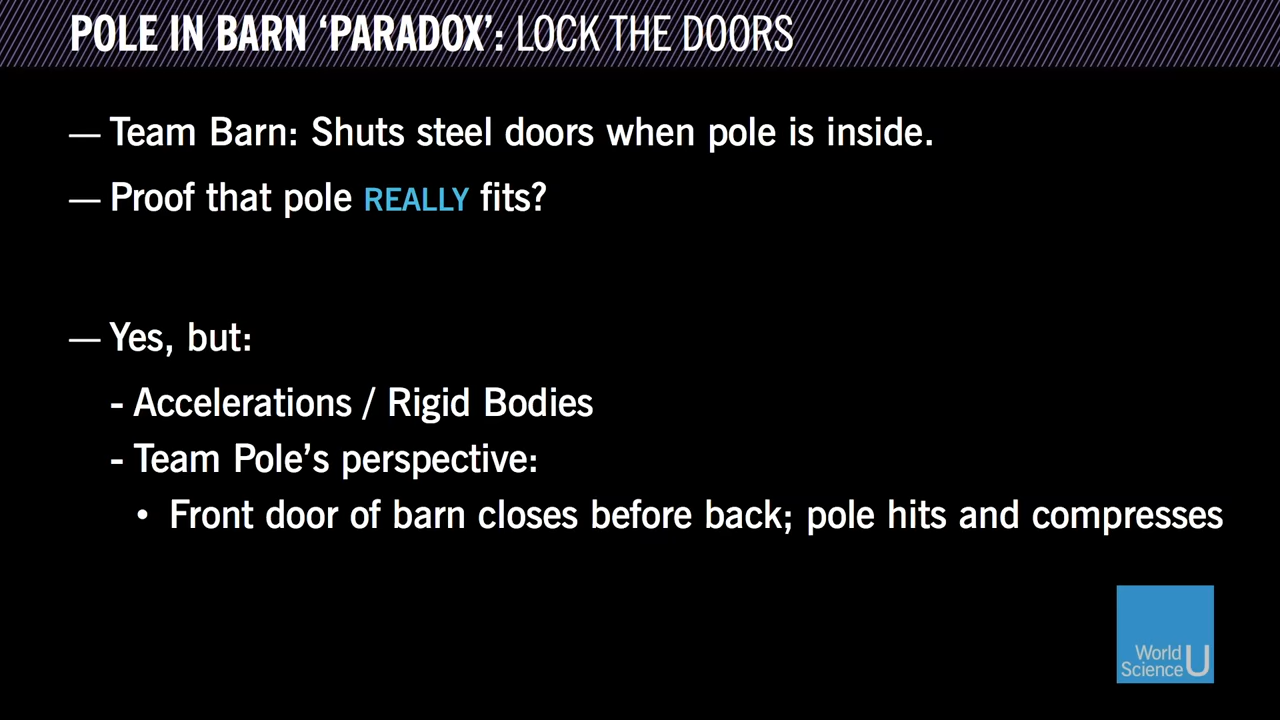 POLE IN BARN ‘PARADOX’: LOCK THE DOORS
— Team Barn: Shuts steel doors when pole is inside.
— Proof that pole REALLY fits?
— Yes, but:
- Accelerations / Rigid Bodies
- Team Pole’s perspective:
• Front door of barn closes before back; pole hits and compresses
World
Science U